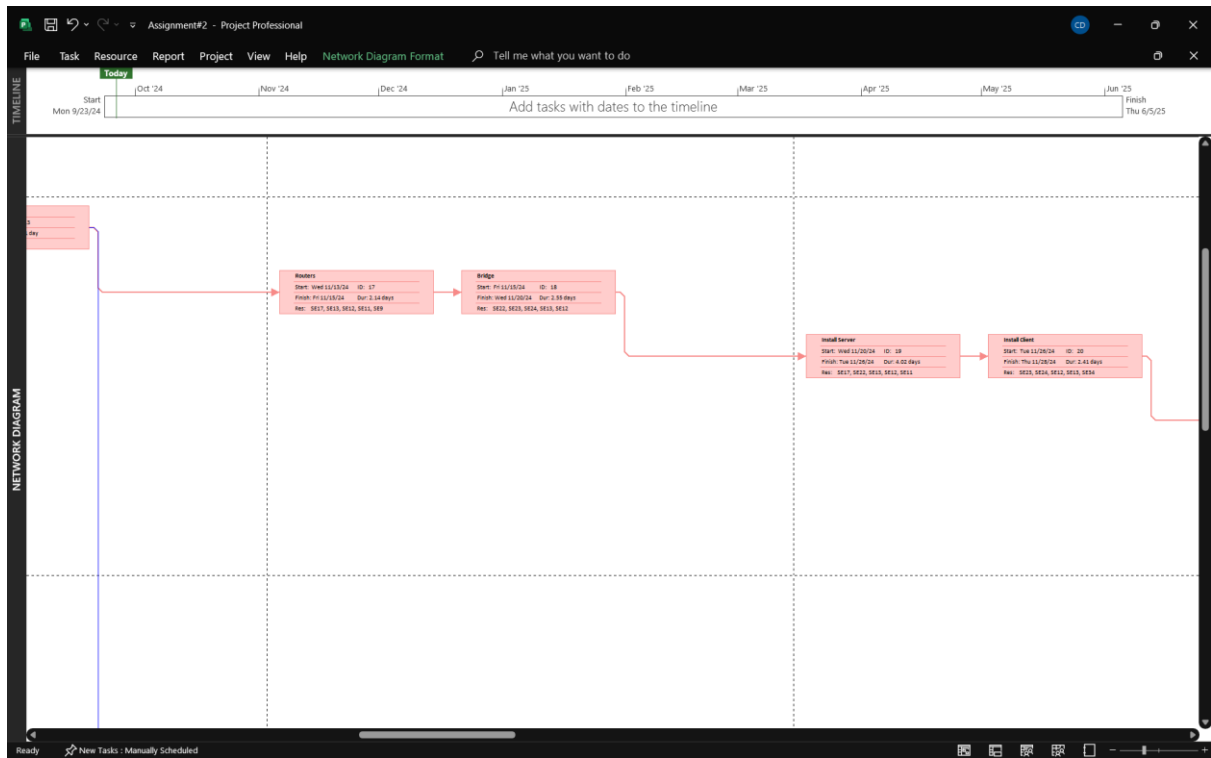 Assignment#2 - Project Professional
CD
File Task Resource Report Project View Help Network Diagram Format Tell me what you want to do
TIMELINE
Today
Start
Mon 9/23/24
Oct '24 Nov '24 Dec '24 Jan '25 Feb '25 Mar '25 Apr '25 May '25 Jun '25
Add tasks with dates to the timeline
Finish
Thu 6/5/25
NETWORK DIAGRAM
day
Routers
Start: Wed 11/13/24 ID: 17
Finish: Fri 11/15/24 Dur: 2.14 days
Res: SE17, SE13, SE12, SE11, SE9
Bridge
Start: Fri 11/15/24 ID: 18
Finish: Wed 11/20/24 Dur: 2.55 days
Res: SE22, SE23, SE24, SE13, SE12
Install Server
Start: Wed 11/20/24 ID: 19
Finish: Tue 11/26/24 Dur: 4.02 days
Res: SE17, SE22, SE13, SE12, SE11
Install Client
Start: Tue 11/26/24 ID: 20
Finish: Thu 11/28/24 Dur: 2.41 days
Res: SE23, SE24, SE12, SE13, SE54
Ready New Tasks : Manually Scheduled